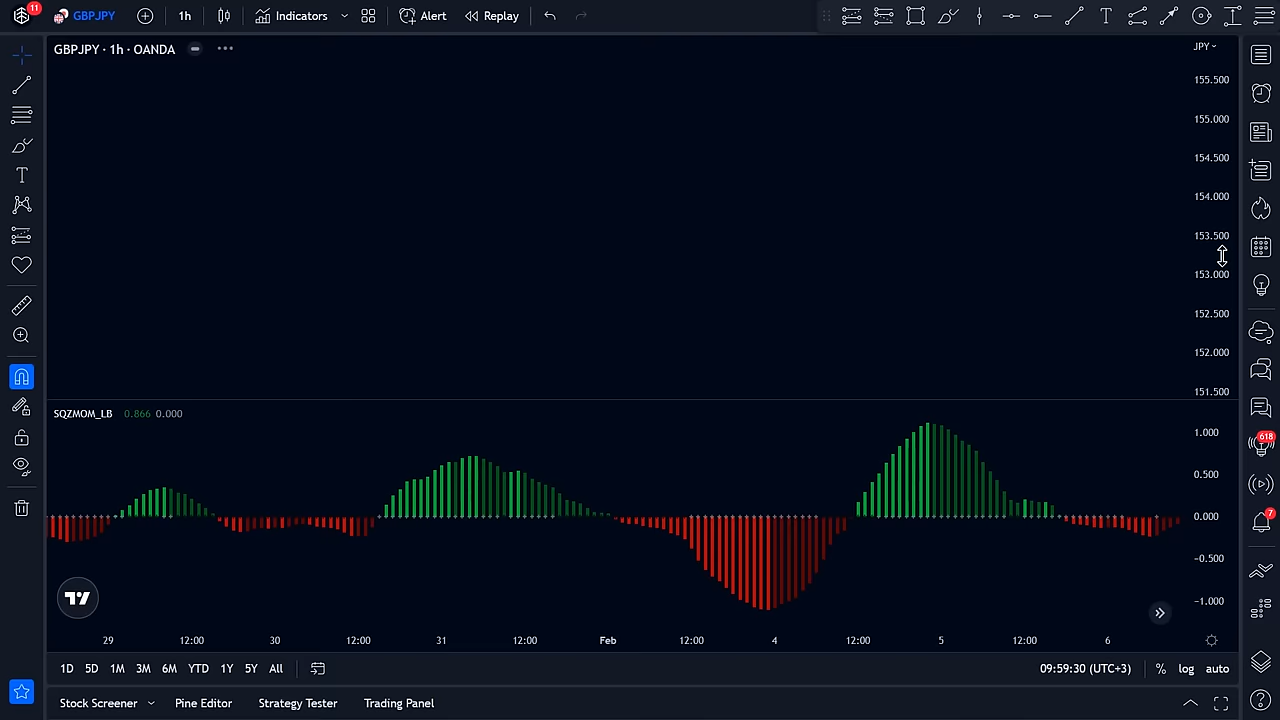 11
GBPJPY
1h
Indicators
Alert
Replay
GBPJPY · 1h · OANDA
JPY
155.500
155.000
154.500
154.000
153.500
153.000
152.500
152.000
151.500
SQZMOM_LB 0.866 0.000
1.000
0.500
0.000
−0.500
−1.000
618
7
29 12:00 30 12:00 31 12:00 Feb 12:00 4 12:00 5 12:00 6
1D 5D 1M 3M 6M YTD 1Y 5Y All
09:59:30 (UTC+3) % log auto
Stock Screener Pine Editor Strategy Tester Trading Panel